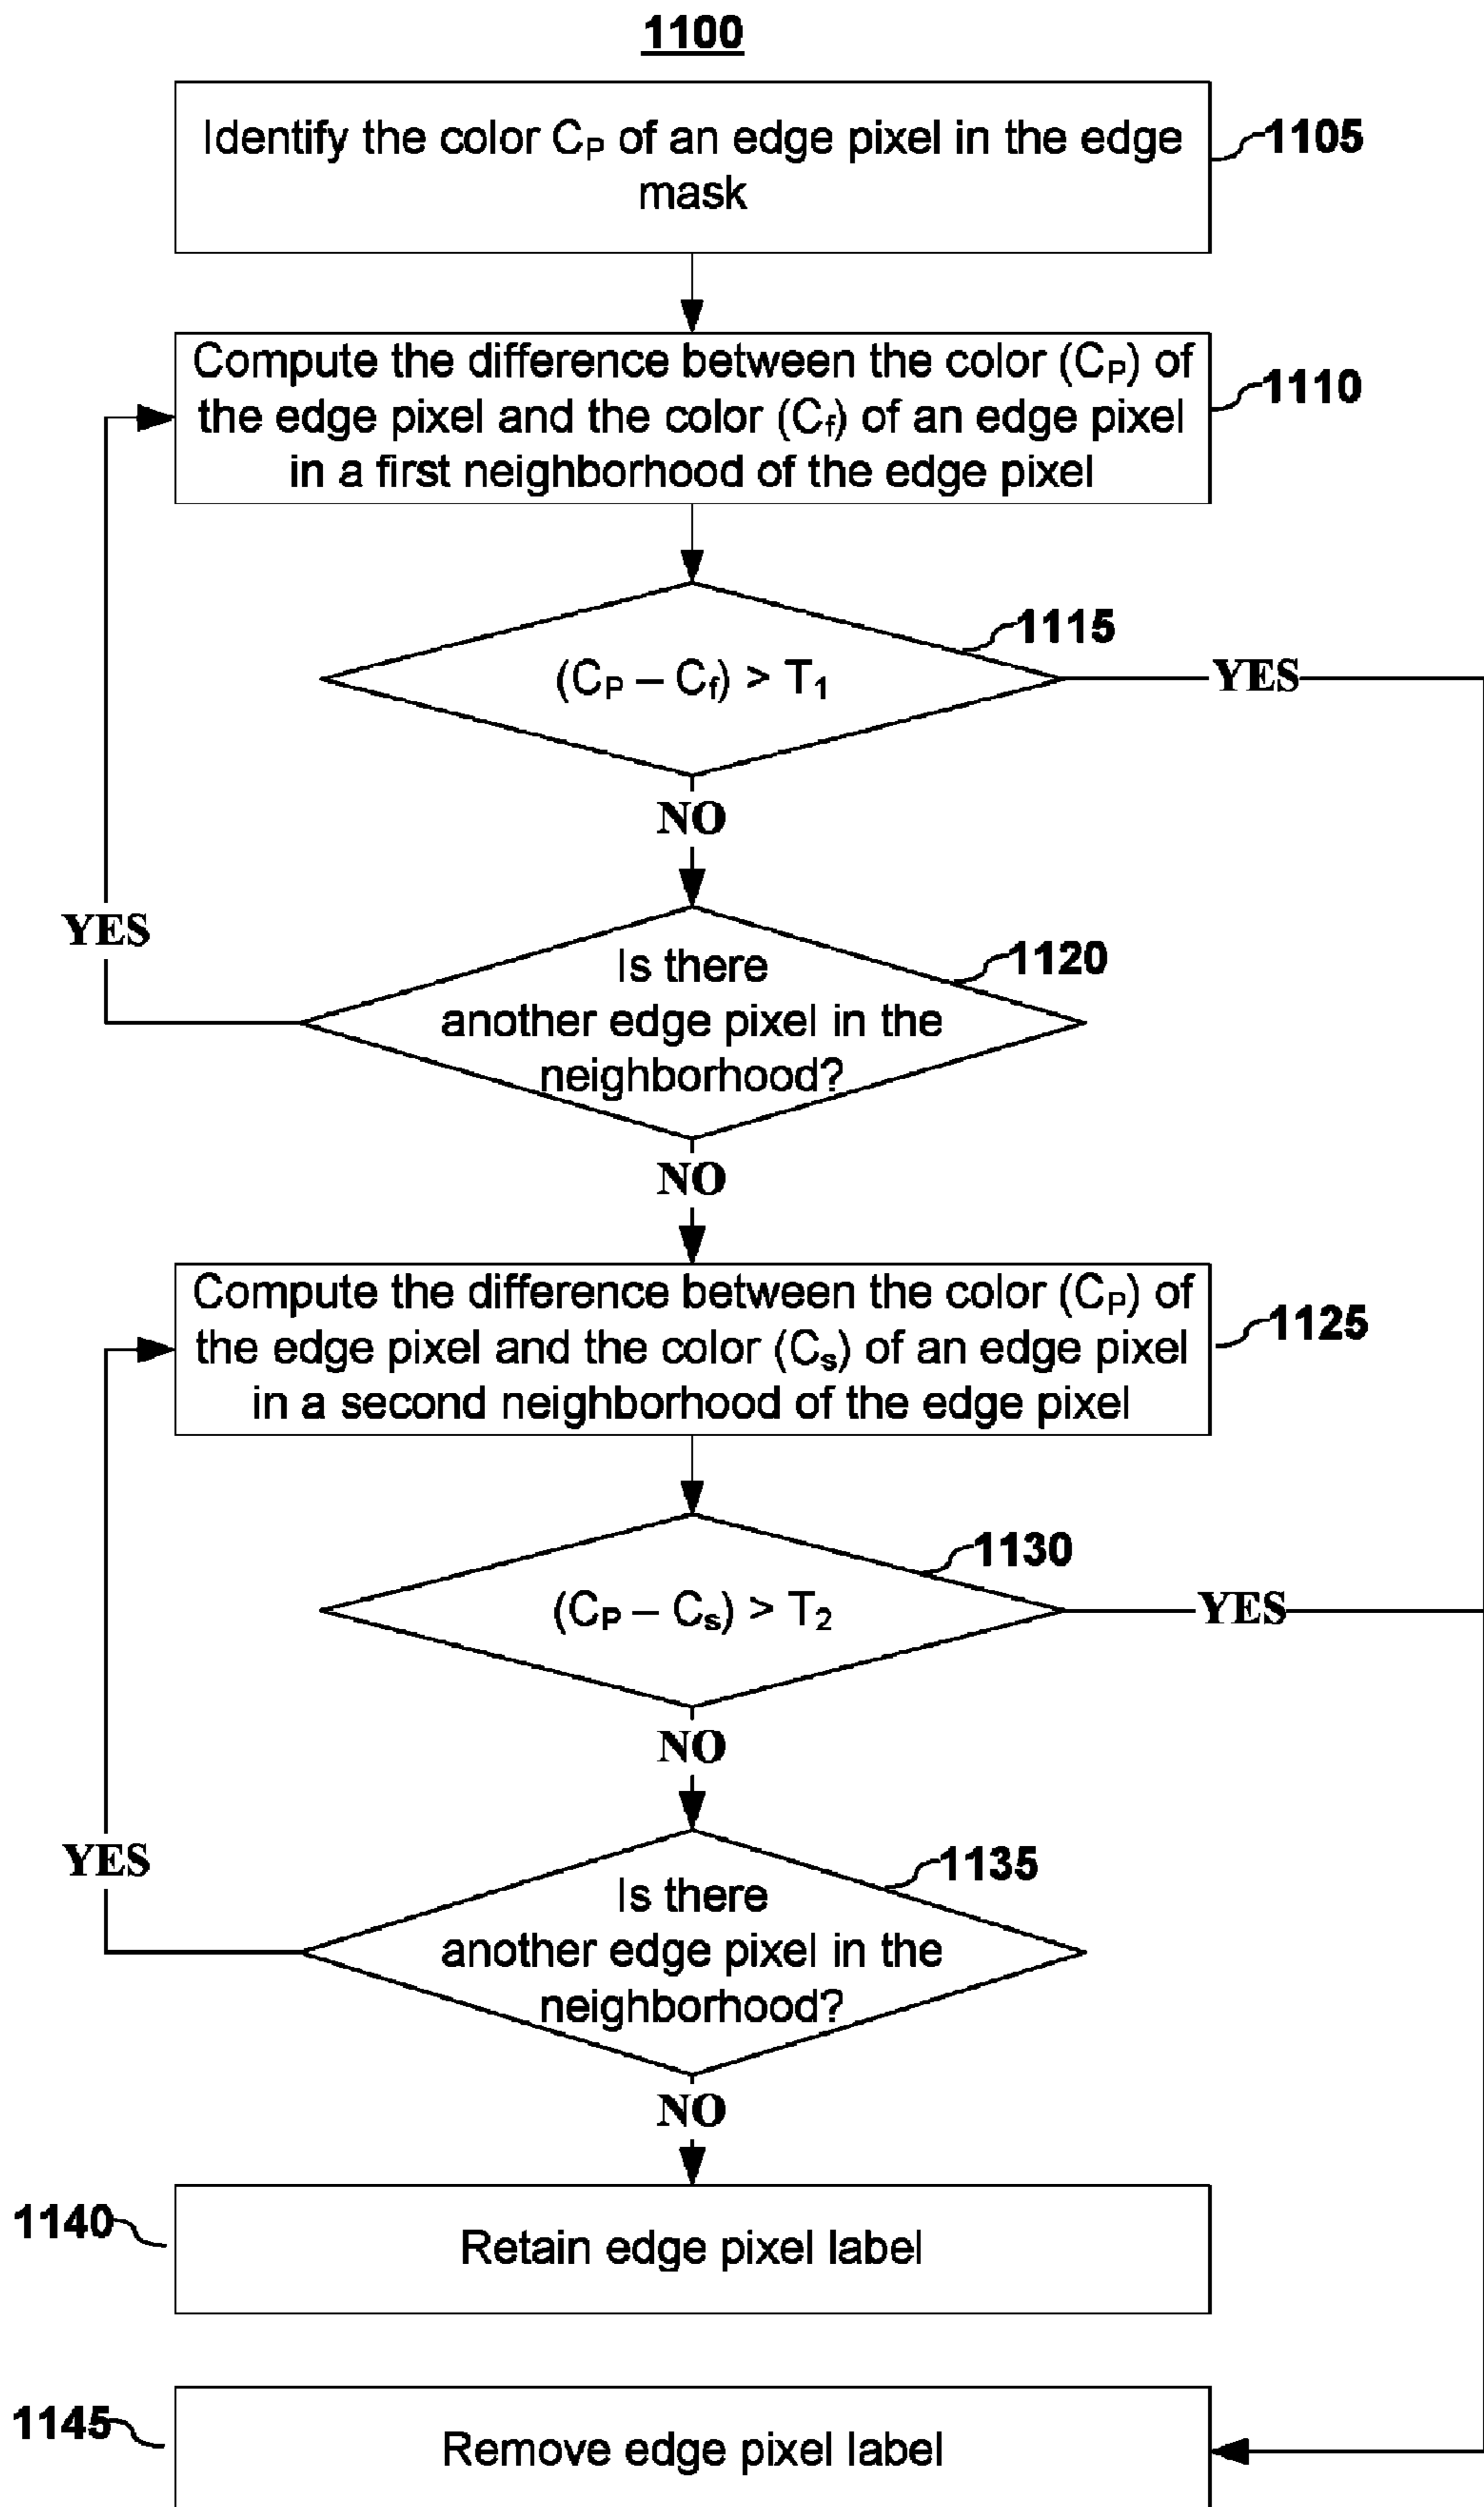 1100
Identify the color CP of an edge pixel in the edge
mask
1105
Compute the difference between the color (CP) of
the edge pixel and the color (Cf) of an edge pixel
in a first neighborhood of the edge pixel
1110
1115
(CP – Cf) > T1
YES
NO
YES
Is there
another edge pixel in the
neighborhood?
1120
NO
Compute the difference between the color (CP) of
the edge pixel and the color (Cs) of an edge pixel
in a second neighborhood of the edge pixel
1125
1130
(CP – Cs) > T2
YES
NO
YES
Is there
another edge pixel in the
neighborhood?
1135
NO
1140
Retain edge pixel label
1145
Remove edge pixel label